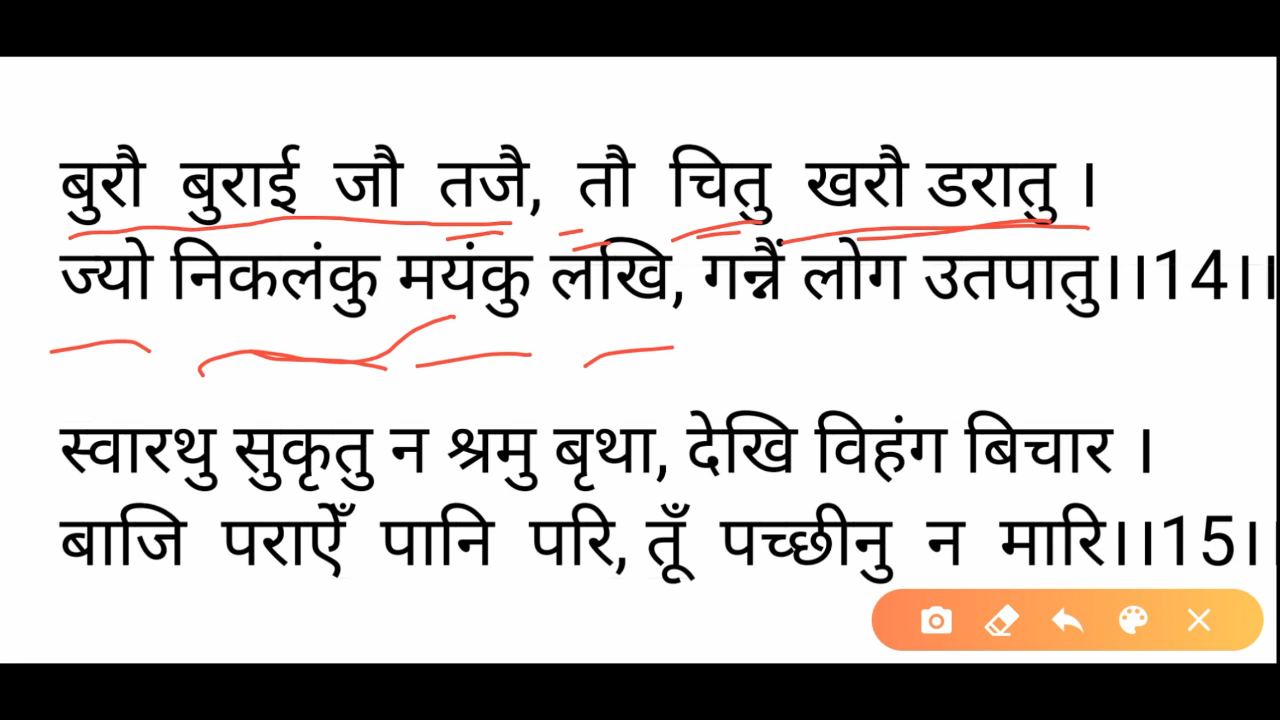 बुरौ बुराई जौ तजै, तौ चितु खरौ डरातु ।
ज्यो निकलंकु मयंकु लखि, गन्नैं लोग उतपातु।।14।।
स्वारथु सुकृतु न श्रमु बृथा, देखि विहंग बिचार ।
बाजि पराऐँ पानि परि, तूँ पच्छीनु न मारि।।15।